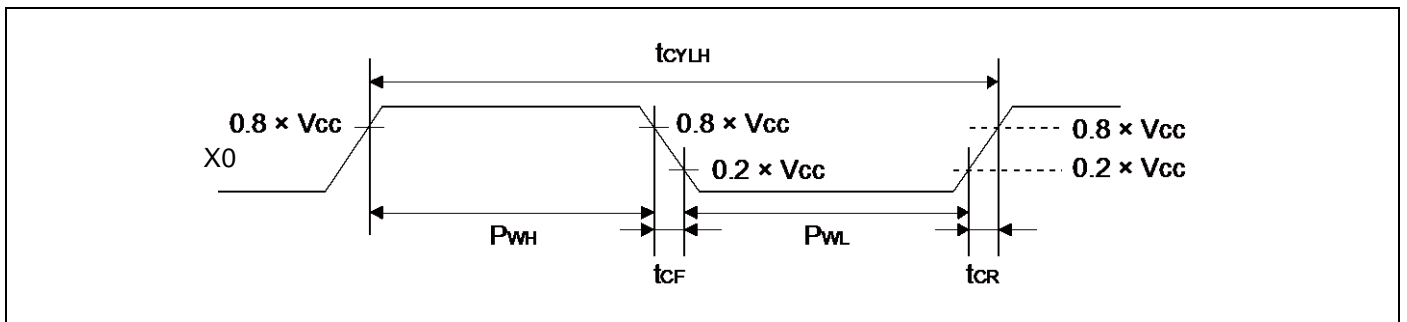 tCYLH
0.8 × Vcc
0.8 × Vcc
0.8 × Vcc
X0
0.2 × Vcc
0.2 × Vcc
PWH
PWL
tCF
tCR